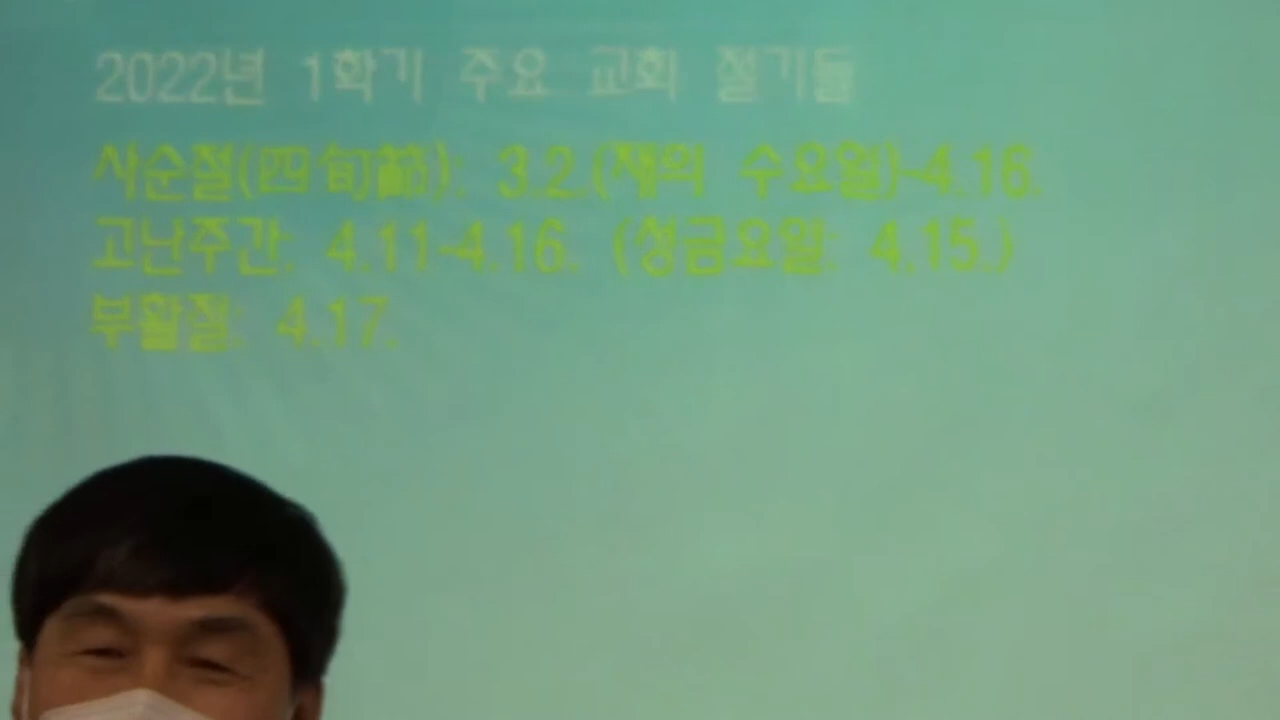 2022년 1학기 주요 교회 절기들
사순절(四旬節): 3.2.(재의 수요일)-4.16.
고난주간: 4.11-4.16. (성금요일: 4.15.)
부활절: 4.17.